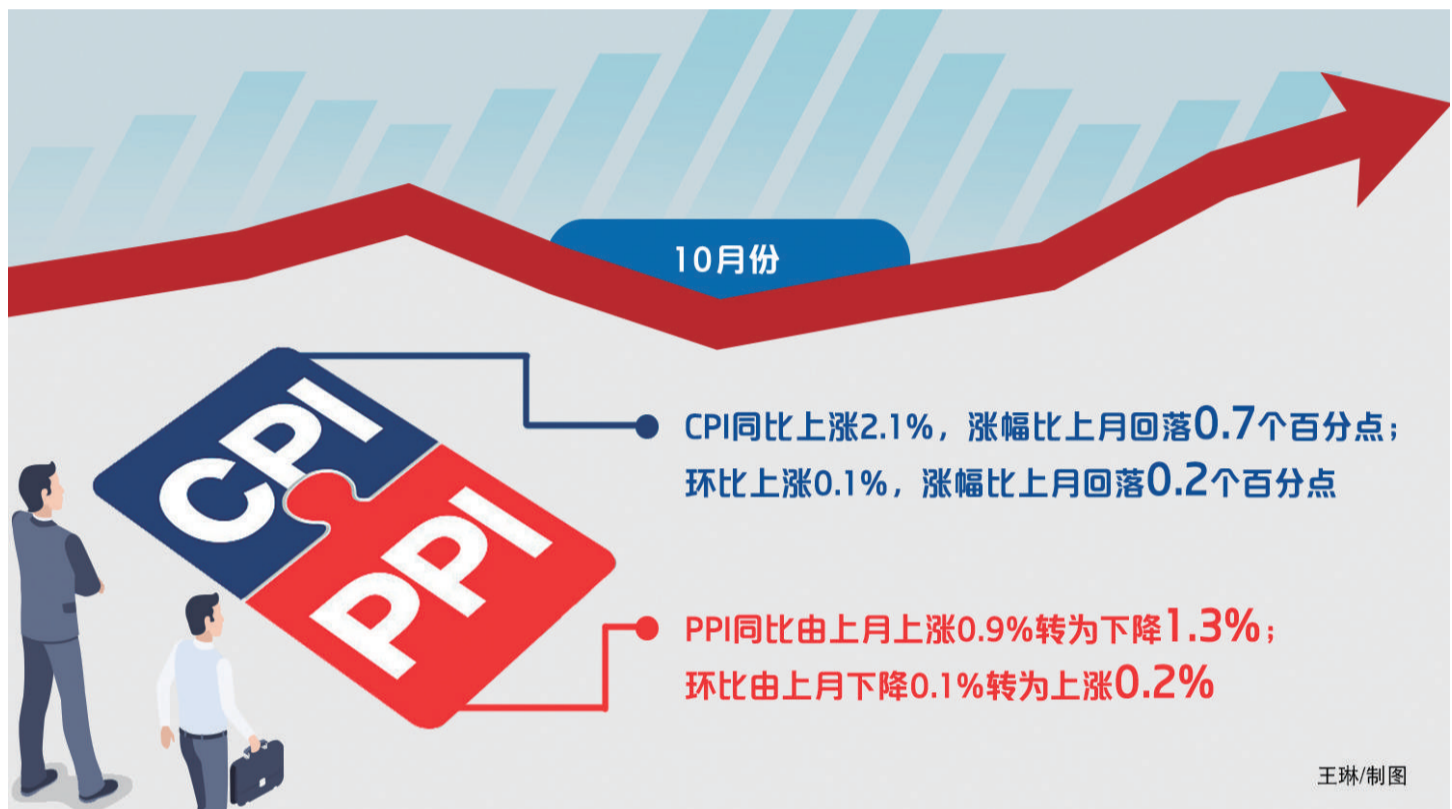 10月份
CPI
PPI
CPI同比上涨2.1%，涨幅比上月回落0.7个百分点；
环比上涨0.1%，涨幅比上月回落0.2个百分点
PPI同比由上月上涨0.9%转为下降1.3%；
环比由上月下降0.1%转为上涨0.2%
王琳/制图